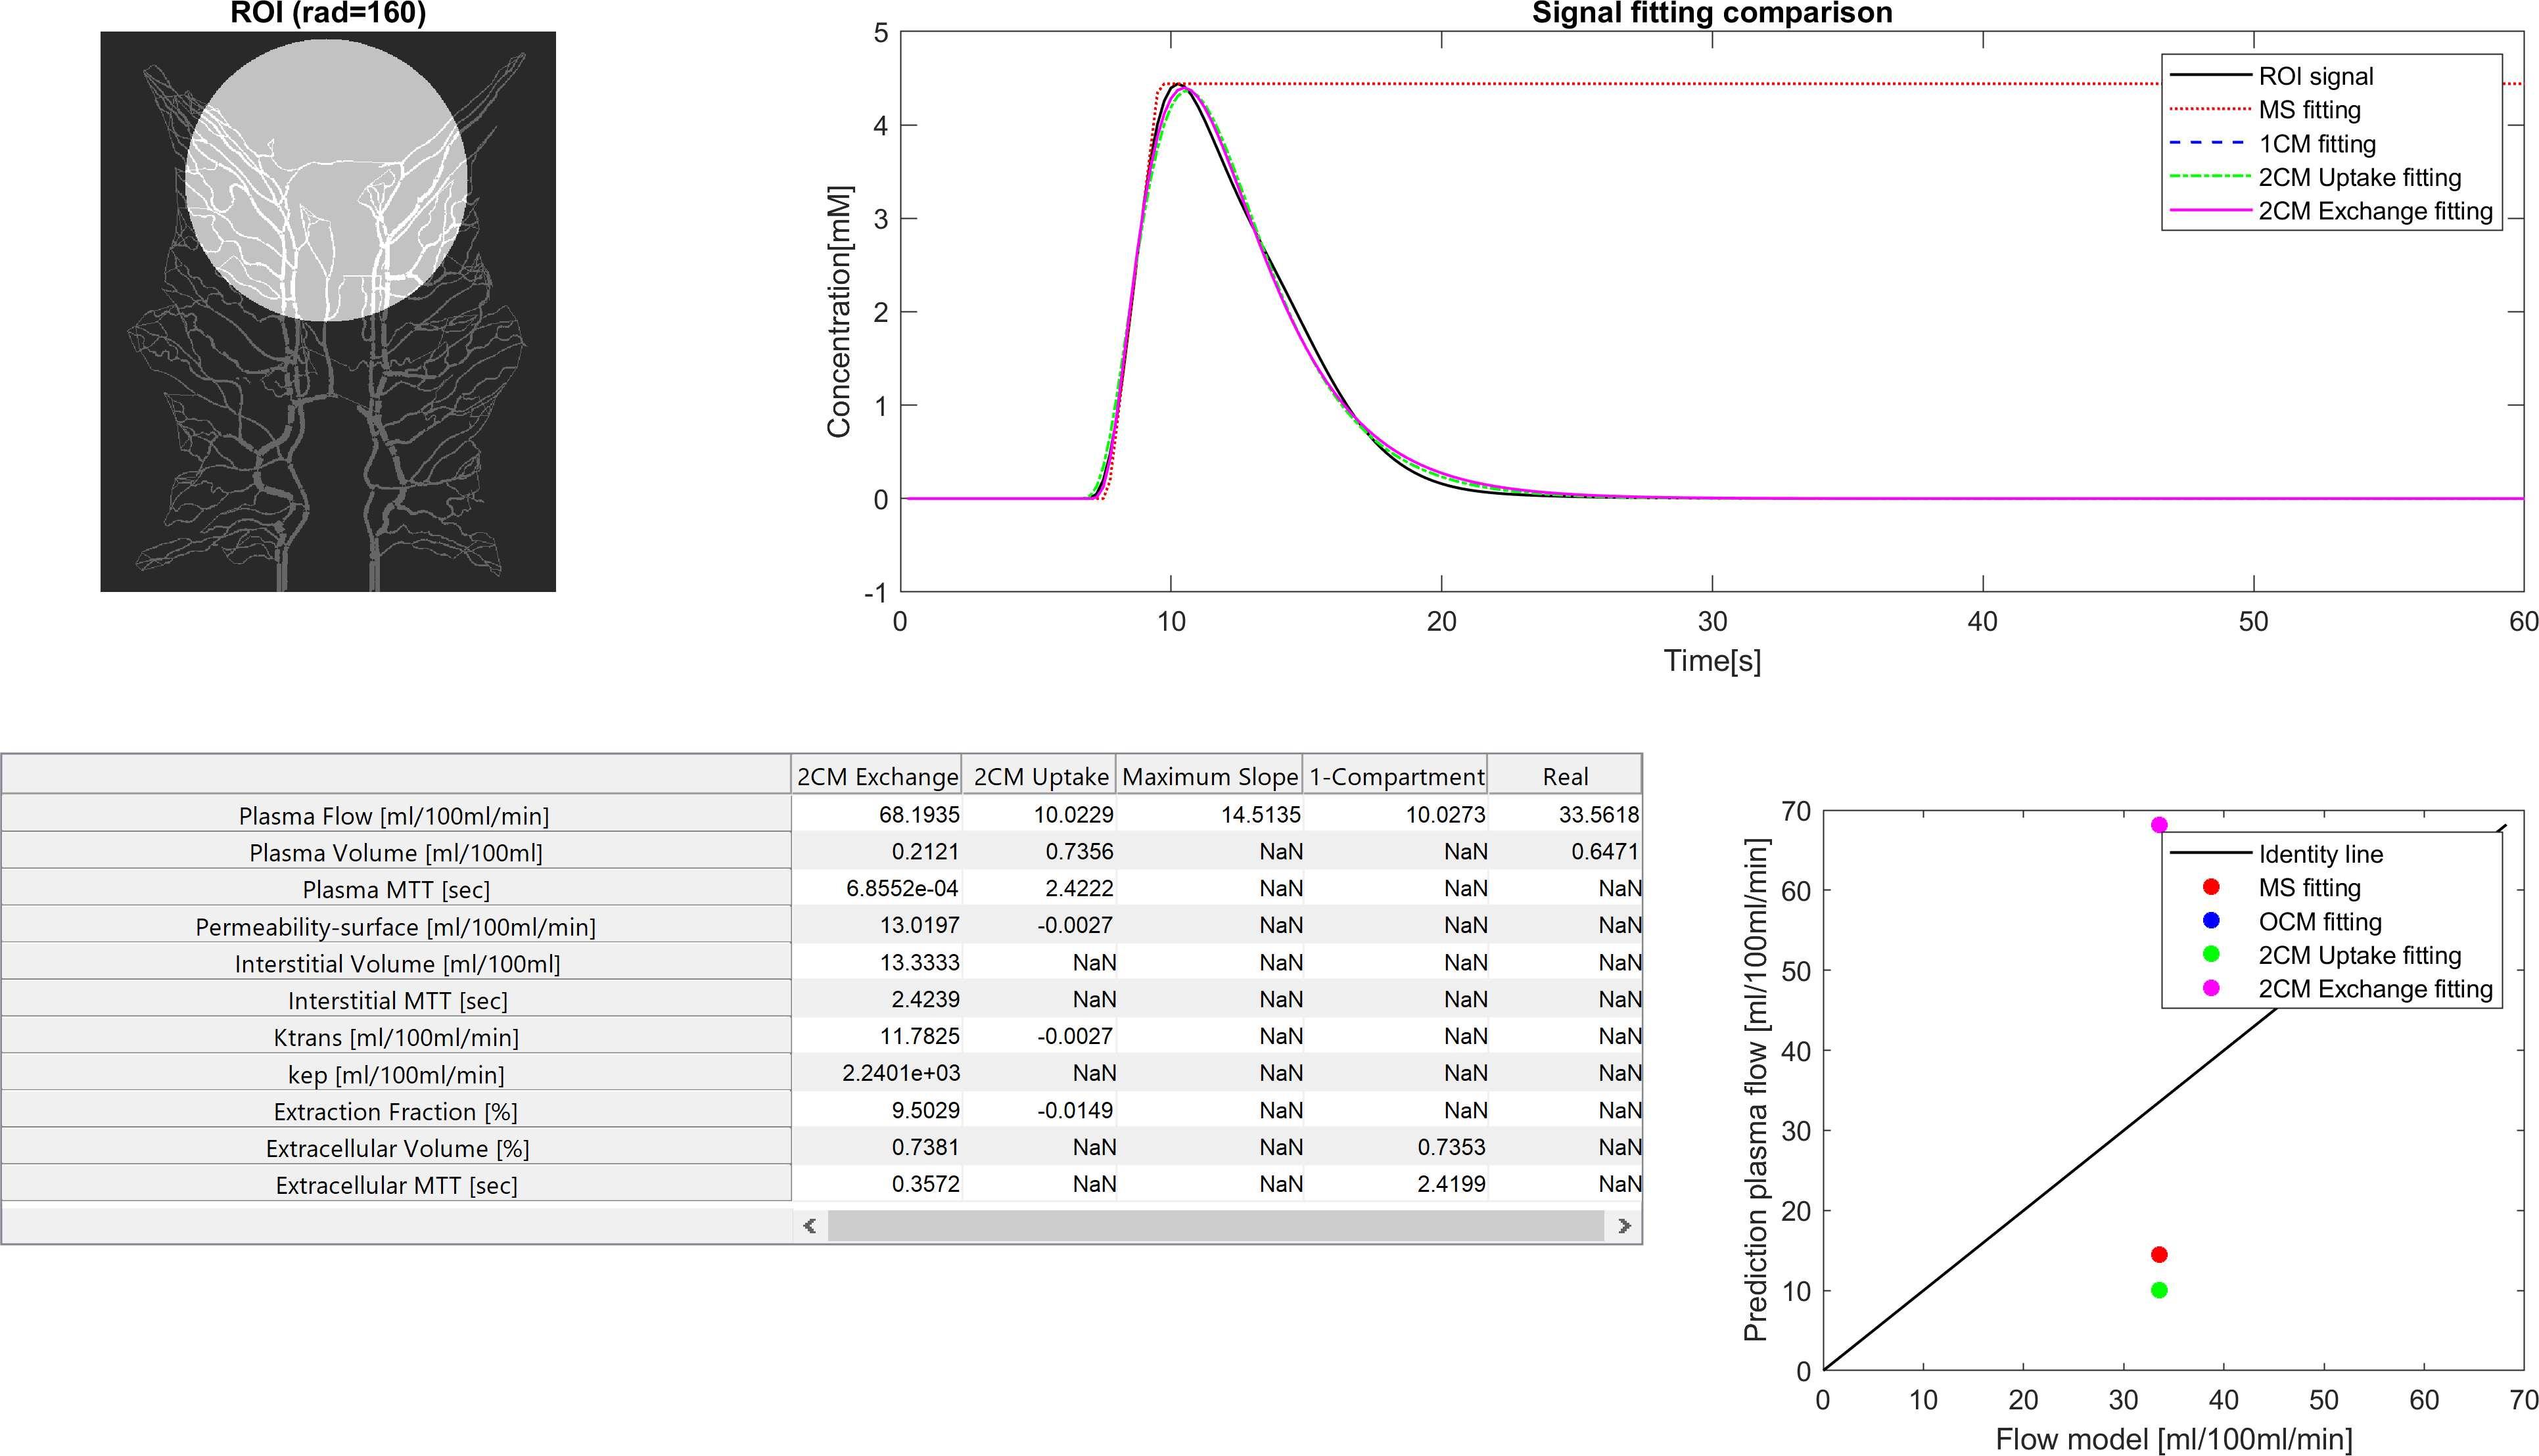 ROI (rad=160)
Signal fitting comparison
5
4
3
2
1
0
-1
Concentration[mM]
0 10 20 30 40 50 60
Time[s]
ROI signal
MS fitting
1CM fitting
2CM Uptake fitting
2CM Exchange fitting
2CM Exchange 2CM Uptake Maximum Slope 1-Compartment Real
Plasma Flow [ml/100ml/min] 68.1935 10.0229 14.5135 10.0273 33.5618
Plasma Volume [ml/100ml] 0.2121 0.7356 NaN NaN 0.6471
Plasma MTT [sec] 6.8552e-04 2.4222 NaN NaN NaN
Permeability-surface [ml/100ml/min] 13.0197 -0.0027 NaN NaN NaN
Interstitial Volume [ml/100ml] 13.3333 NaN NaN NaN NaN
Interstitial MTT [sec] 2.4239 NaN NaN NaN NaN
Ktrans [ml/100ml/min] 11.7825 -0.0027 NaN NaN NaN
kep [ml/100ml/min] 2.2401e+03 NaN NaN NaN NaN
Extraction Fraction [%] 9.5029 -0.0149 NaN NaN NaN
Extracellular Volume [%] 0.7381 NaN NaN 0.7353 NaN
Extracellular MTT [sec] 0.3572 NaN NaN 2.4199 NaN
70
60
50
40
30
20
10
0
Prediction plasma flow [ml/100ml/min]
0 10 20 30 40 50 60 70
Flow model [ml/100ml/min]
Identity line
MS fitting
OCM fitting
2CM Uptake fitting
2CM Exchange fitting